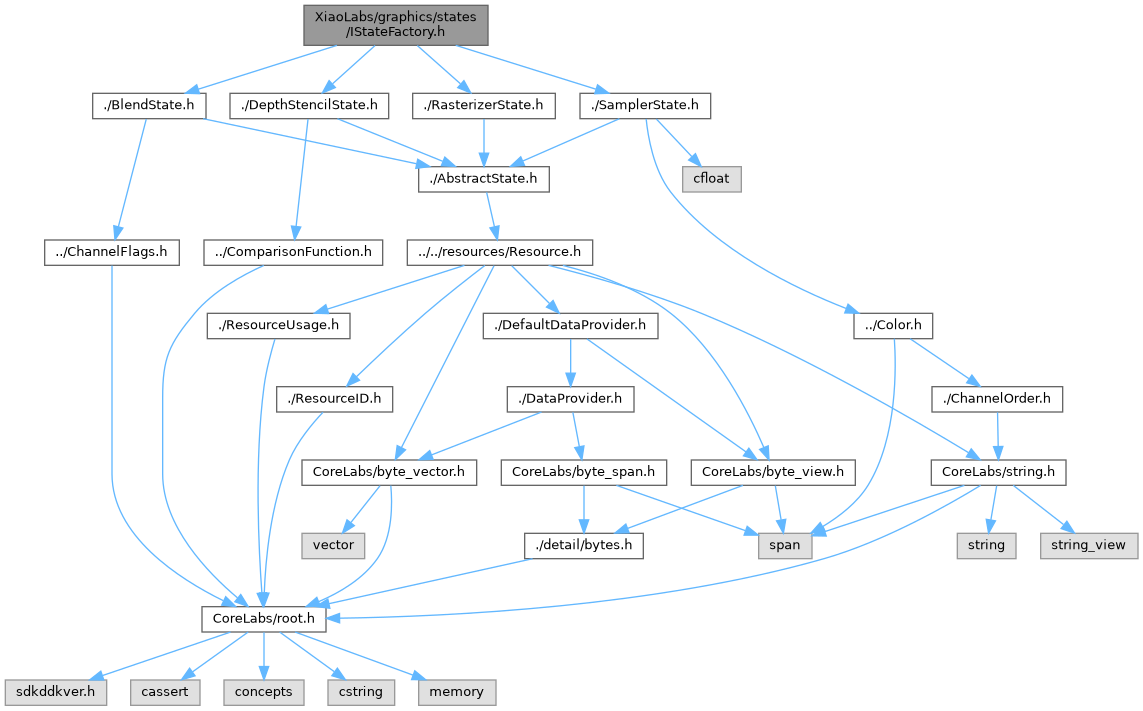 XiaoLabs/graphics/states
/IStateFactory.h
./BlendState.h
./DepthStencilState.h
./RasterizerState.h
./SamplerState.h
./AbstractState.h
cfloat
../ChannelFlags.h
../ComparisonFunction.h
../../resources/Resource.h
./ResourceUsage.h
./DefaultDataProvider.h
../Color.h
./ResourceID.h
./DataProvider.h
./ChannelOrder.h
CoreLabs/byte_vector.h
CoreLabs/byte_span.h
CoreLabs/byte_view.h
CoreLabs/string.h
vector
./detail/bytes.h
span
string
string_view
CoreLabs/root.h
sdkddkver.h
cassert
concepts
cstring
memory